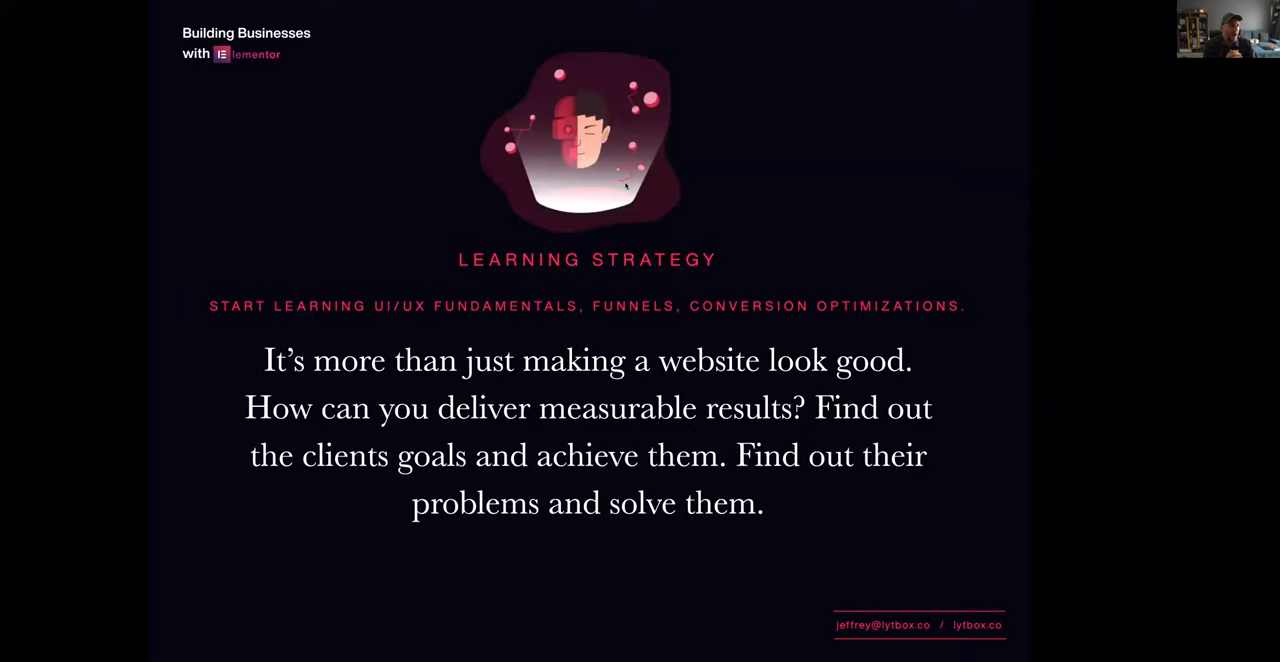 Building Businesses
with elementor
LEARNING STRATEGY
START LEARNING UI/UX FUNDAMENTALS, FUNNELS, CONVERSION OPTIMIZATIONS.
It’s more than just making a website look good.
How can you deliver measurable results? Find out
the clients goals and achieve them. Find out their
problems and solve them.
jeffrey@lytbox.co / lytbox.co